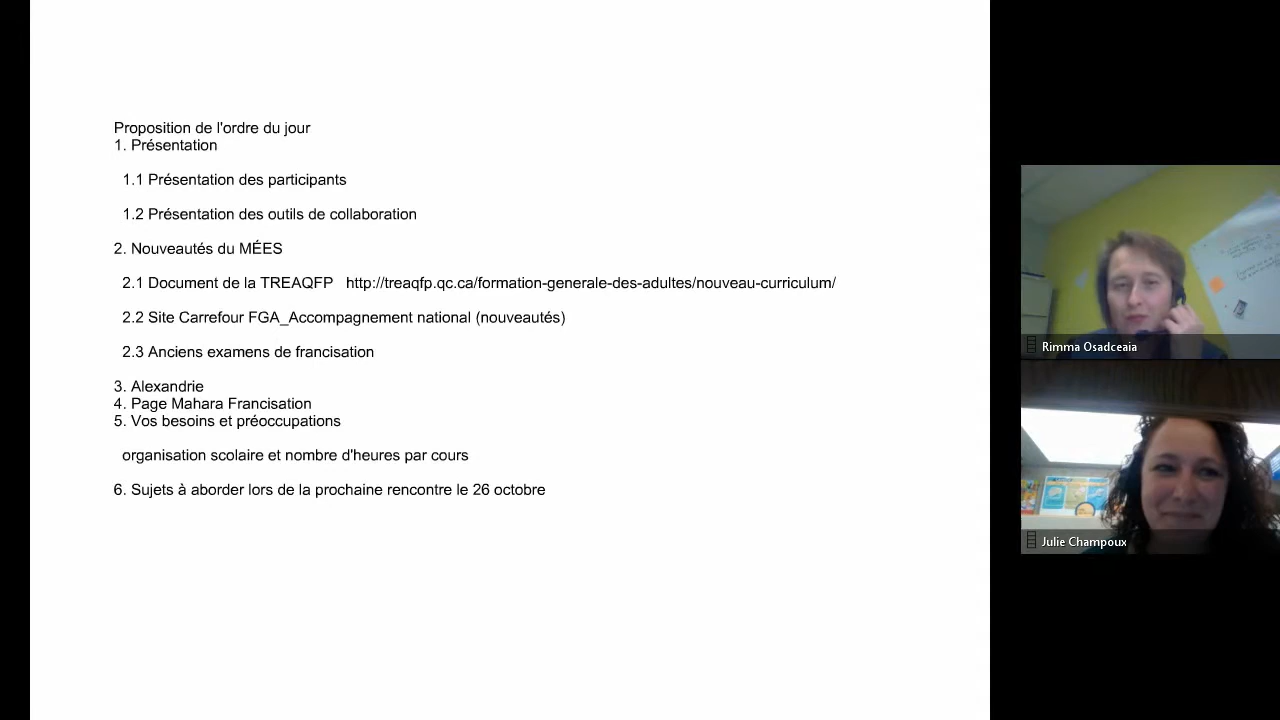 Proposition de l'ordre du jour
1. Présentation
1.1 Présentation des participants
1.2 Présentation des outils de collaboration
2. Nouveautés du MÉES
2.1 Document de la TREAQFP http://treaqfp.qc.ca/formation-generale-des-adultes/nouveau-curriculum/
2.2 Site Carrefour FGA_Accompagnement national (nouveautés)
2.3 Anciens examens de francisation
3. Alexandrie
4. Page Mahara Francisation
5. Vos besoins et préoccupations
organisation scolaire et nombre d'heures par cours
6. Sujets à aborder lors de la prochaine rencontre le 26 octobre
Rimma Osadceaia
Julie Champoux